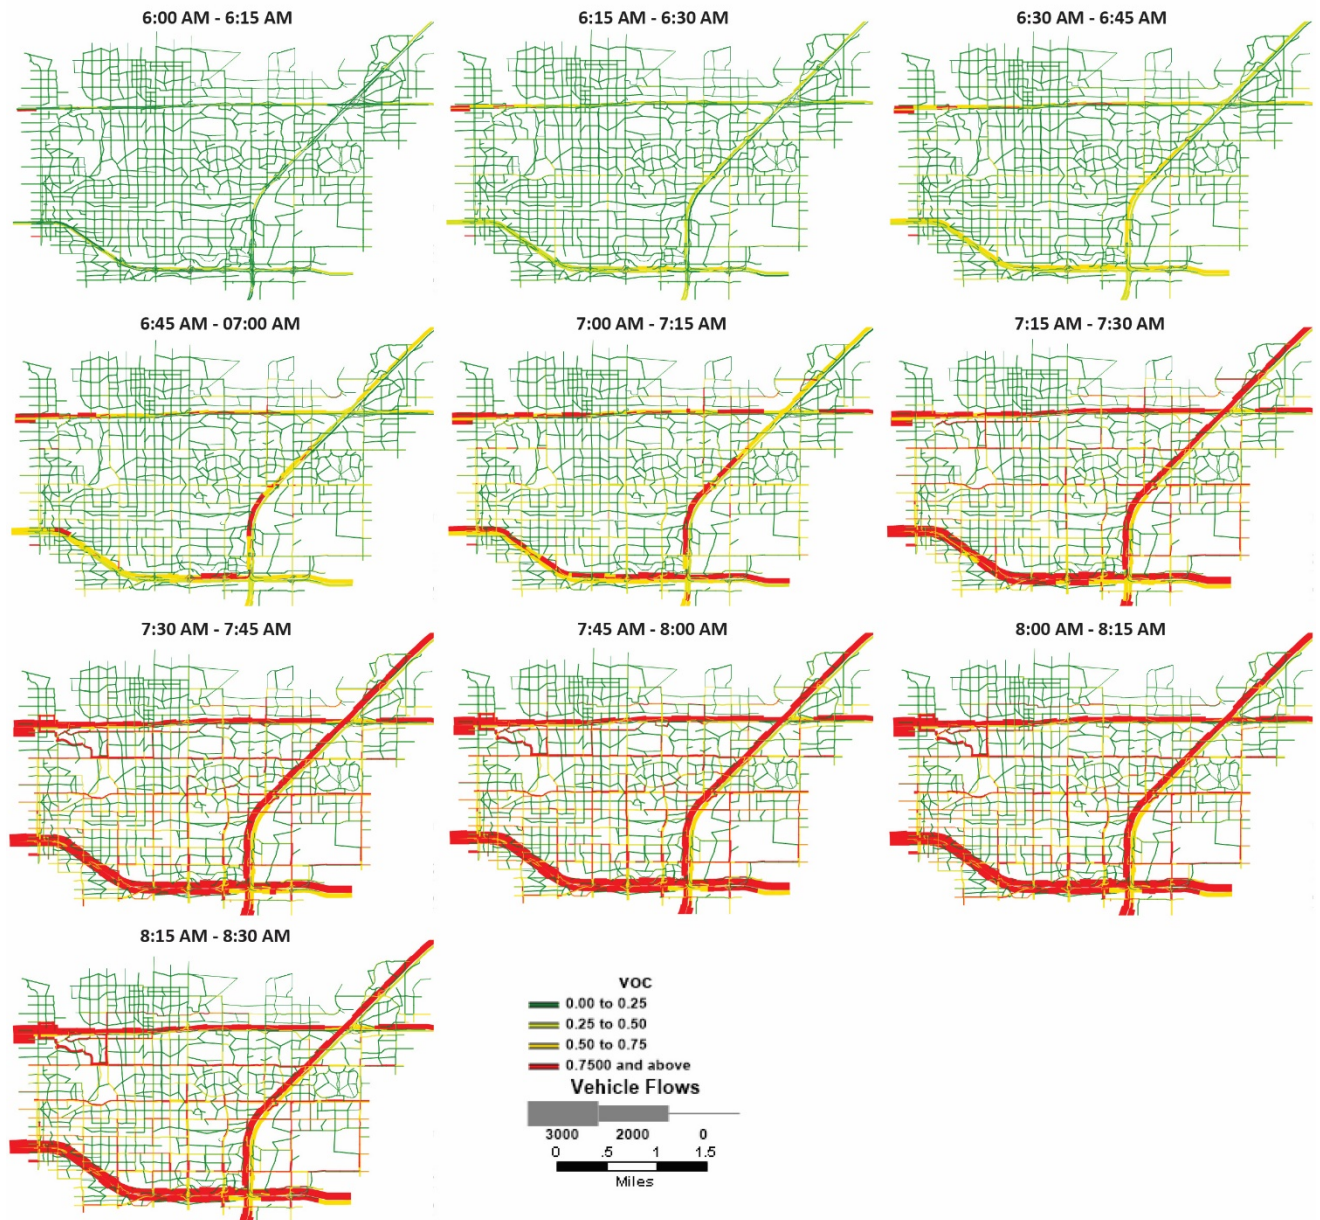 6:00 AM - 6:15 AM
6:15 AM - 6:30 AM
6:30 AM - 6:45 AM
6:45 AM - 07:00 AM
7:00 AM - 7:15 AM
7:15 AM - 7:30 AM
7:30 AM - 7:45 AM
7:45 AM - 8:00 AM
8:00 AM - 8:15 AM
8:15 AM - 8:30 AM
VOC
0.00 to 0.25
0.25 to 0.50
0.50 to 0.75
0.7500 and above
Vehicle Flows
3000 2000 0
0 .5 1 1.5
Miles